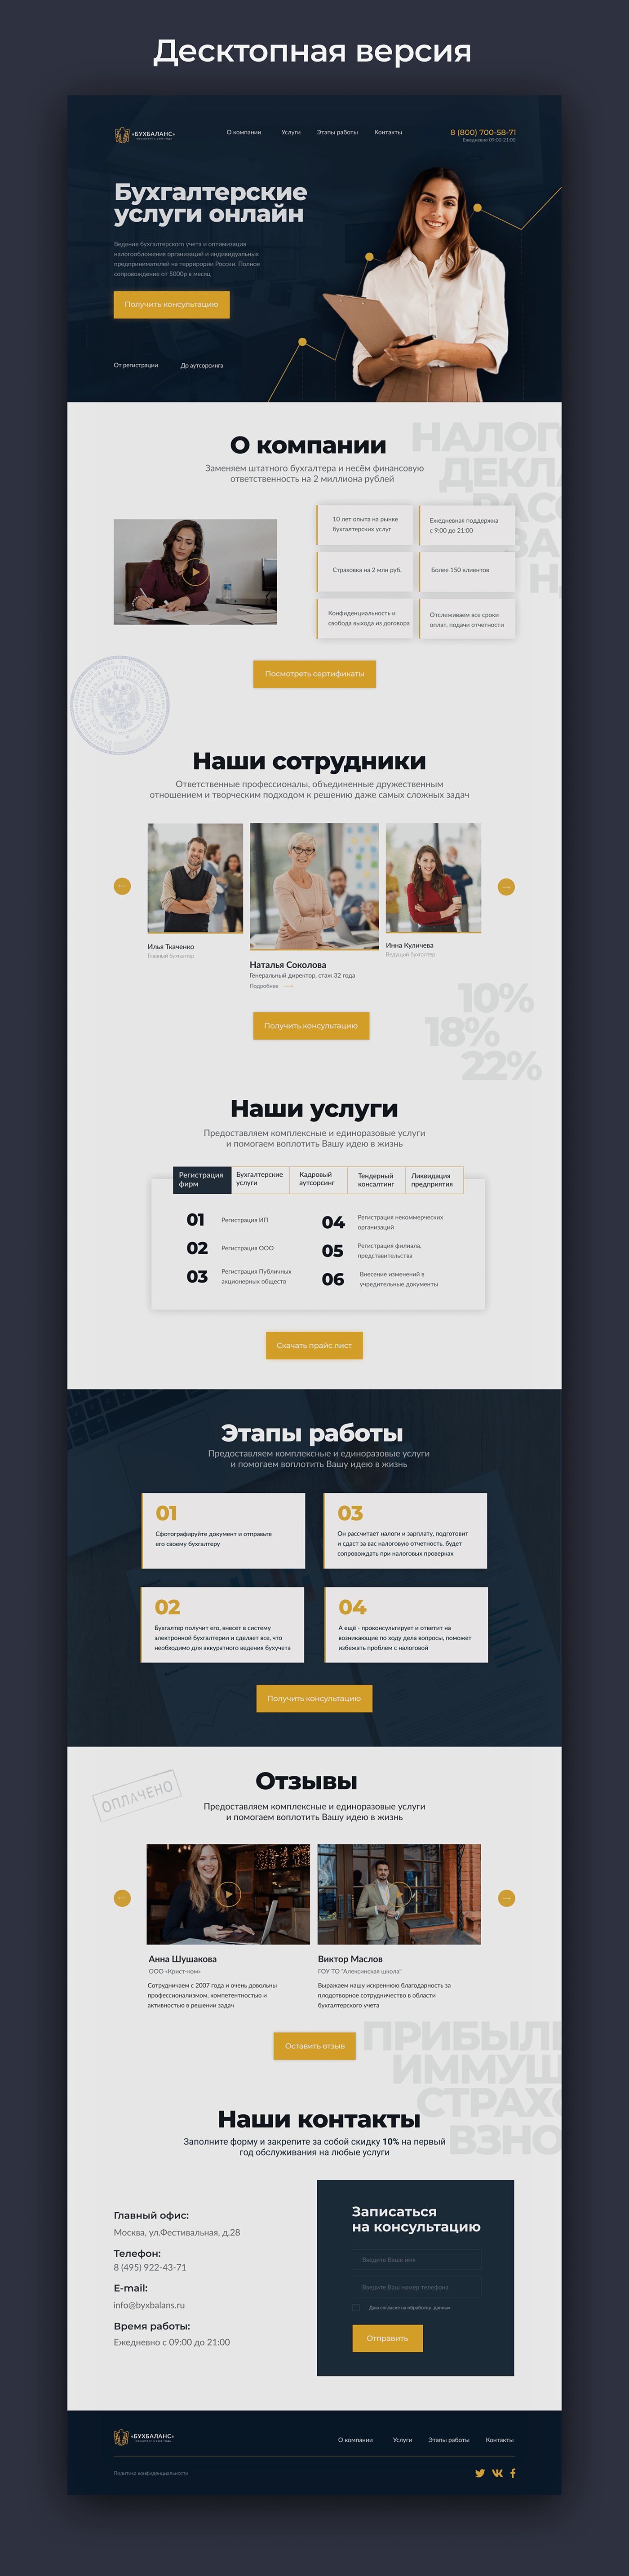 Десктопная версия
«БУХБАЛАНС»
О компании
Услуги
Этапы работы
Контакты
8 (800) 700-58-71
Ежедневно 09:00-21:00
Бухгалтерские
услуги онлайн
Ведение бухгалтерского учета и оптимизация
налогообложения организаций и индивидуальных
предпринимателей на территории России. Полное
сопровождение от 5000р в месяц
Получить консультацию
От регистрации
До аутсорсинга
О компании
Заменяем штатного бухгалтера и несём финансовую
ответственность на 2 миллиона рублей
10 лет опыта на рынке
бухгалтерских услуг
Ежедневная поддержка
с 9:00 до 21:00
Страховка на 2 млн руб.
Более 150 клиентов
Конфиденциальность и
свобода выхода из договора
Отслеживаем все сроки
оплат, подачи отчетности
Посмотреть сертификаты
Наши сотрудники
Ответственные профессионалы, объединенные дружественным
отношением и творческим подходом к решению даже самых сложных задач
Илья Ткаченко
Главный бухгалтер
Наталья Соколова
Генеральный директор, стаж 32 года
Подробнее
Инна Куличева
Ведущий бухгалтер
Получить консультацию
10%
18%
22%
Наши услуги
Предоставляем комплексные и единоразовые услуги
и помогаем воплотить Вашу идею в жизнь
Регистрация
фирм
Бухгалтерские
услуги
Кадровый
аутсорсинг
Тендерный
консалтинг
Ликвидация
предприятия
01 Регистрация ИП
02 Регистрация ООО
03 Регистрация Публичных
акционерных обществ
04 Регистрация некоммерческих
организаций
05 Регистрация филиала,
представительства
06 Внесение изменений в
учредительные документы
Скачать прайс лист
Этапы работы
Предоставляем комплексные и единоразовые услуги
и помогаем воплотить Вашу идею в жизнь
01
Сфотографируйте документ и отправьте
его своему бухгалтеру
03
Он рассчитает налоги и зарплату, подготовит
и сдаст за вас налоговую отчетность, будет
сопровождать при налоговых проверках
02
Бухгалтер получит его, внесет в систему
электронной бухгалтерии и сделает все, что
необходимо для аккуратного ведения бухучета
04
А ещё - проконсультирует и ответит на
возникающие по ходу дела вопросы, поможет
избежать проблем с налоговой
Получить консультацию
ОПЛАЧЕНО
Отзывы
Предоставляем комплексные и единоразовые услуги
и помогаем воплотить Вашу идею в жизнь
Анна Шушакова
ООО «Крист-ком»
Сотрудничаем с 2007 года и очень довольны
профессионализмом, компетентностью и
активностью в решении задач
Виктор Маслов
ГОУ ТО "Алексинская школа"
Выражаем нашу искреннюю благодарность за
плодотворное сотрудничество в области
бухгалтерского учета
Оставить отзыв
Наши контакты
Заполните форму и закрепите за собой скидку 10% на первый
год обслуживания на любые услуги
Главный офис:
Москва, ул.Фестивальная, д.28
Телефон:
8 (495) 922-43-71
E-mail:
info@byxbalans.ru
Время работы:
Ежедневно с 09:00 до 21:00
Записаться
на консультацию
Введите Ваше имя
Введите Ваш номер телефона
Даю согласие на обработку данных
Отправить
«БУХБАЛАНС»
О компании
Услуги
Этапы работы
Контакты
Политика конфиденциальности